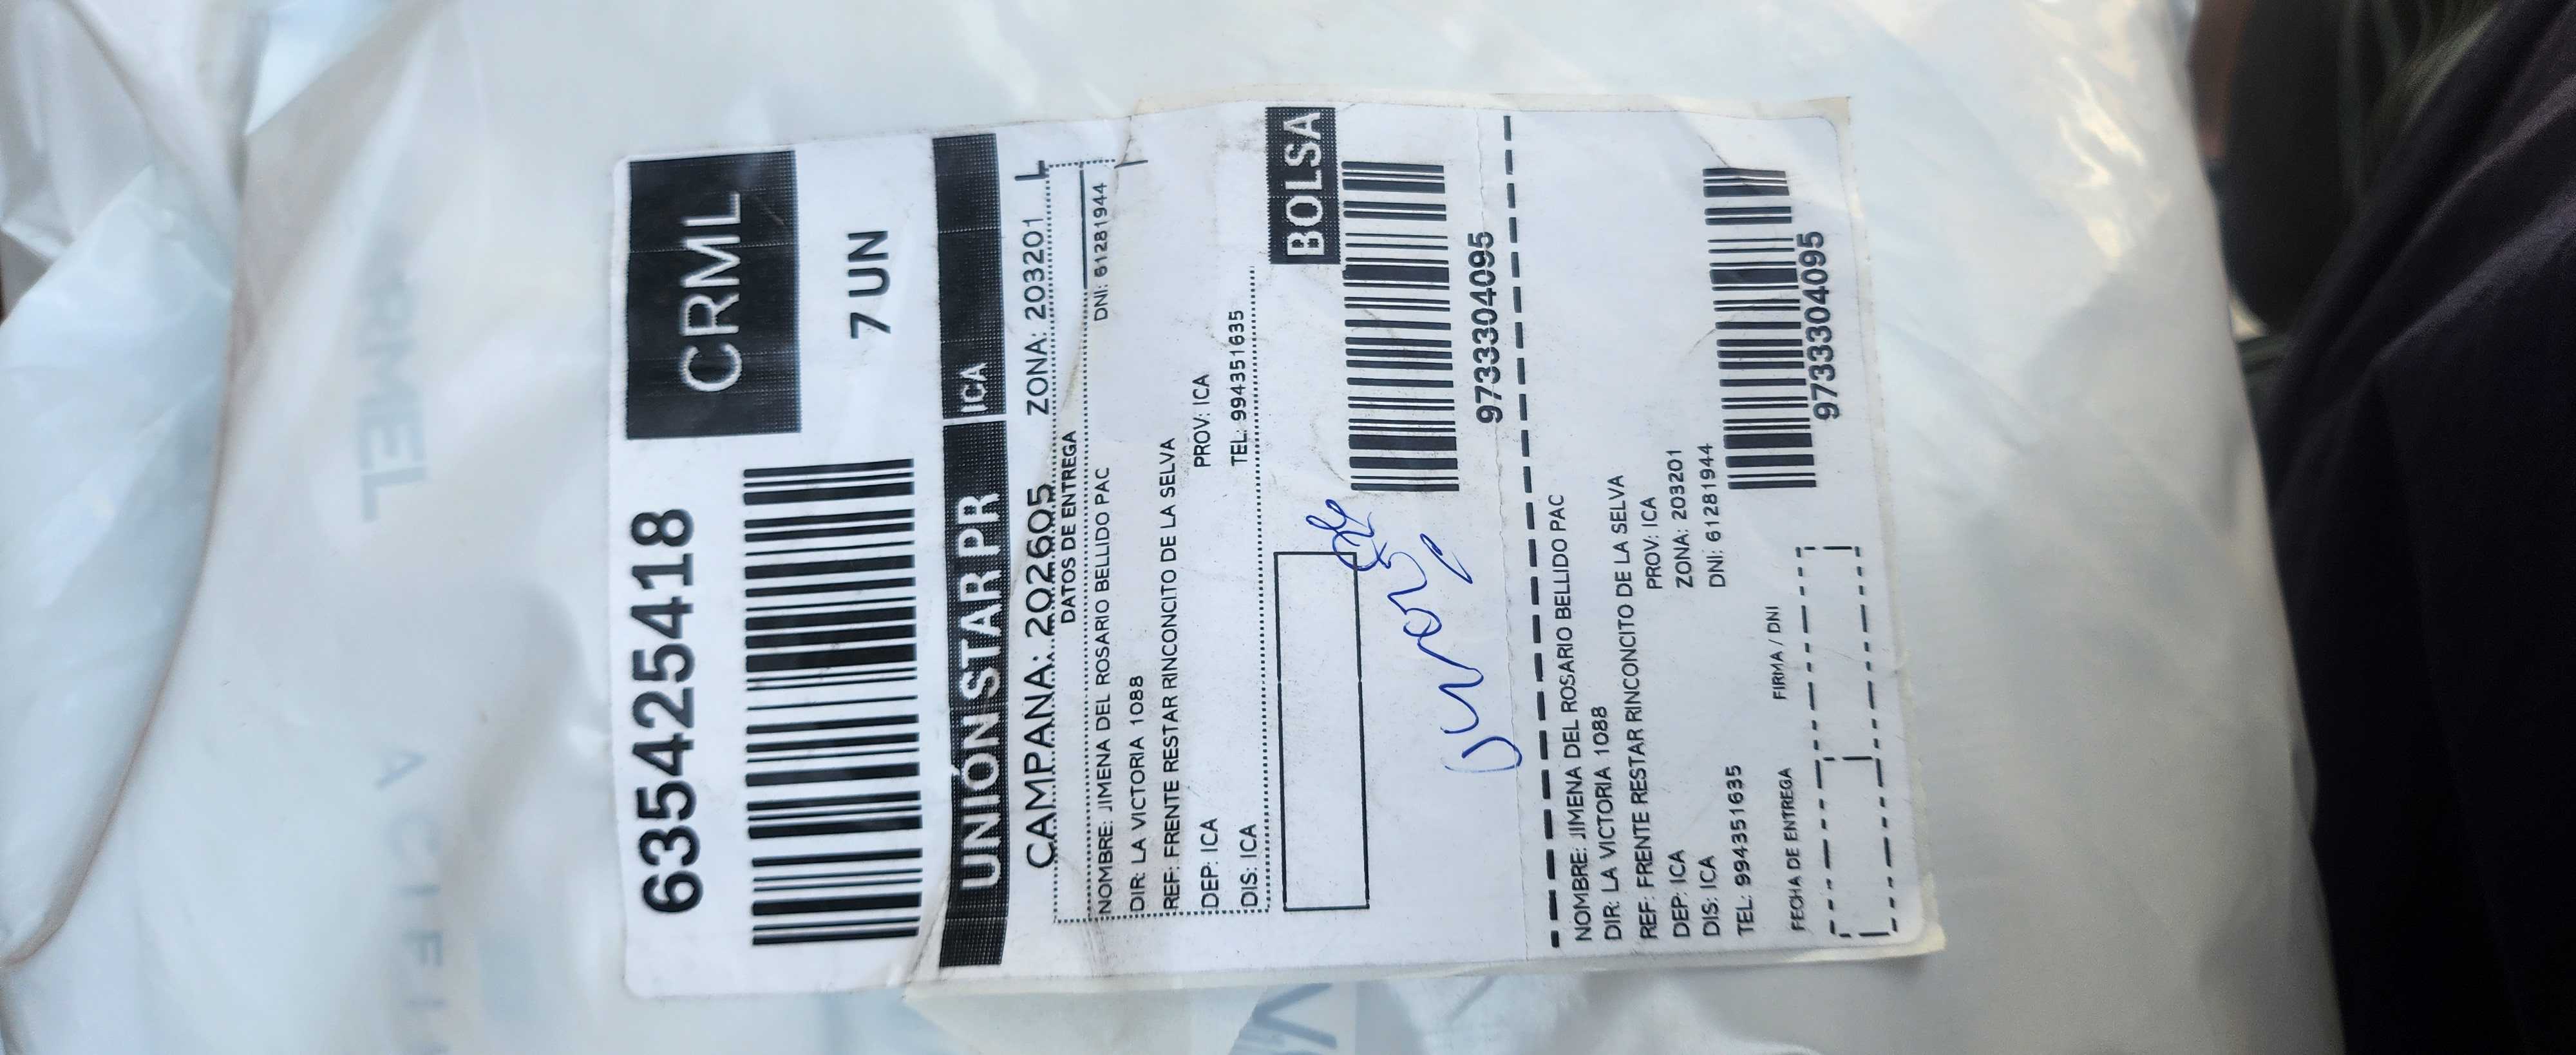 6354225418
CRML
7 UN
UNIÓN STAR PR
ICA
CAMPANA: 202605 ZONA: 203201
DATOS DE ENTREGA
NOMBRE: JIMENA DEL ROSARIO BELLIDO PAC DNI: 61281944
DIR: LA VICTORIA 1088
REF: FRENTE RESTAR RINCONCITO DE LA SELVA
DEP: ICA PROV: ICA
DIS: ICA TEL: 994351635
BOLSA
9733304095
NOMBRE: JIMENA DEL ROSARIO BELLIDO PAC
DIR: LA VICTORIA 1088
REF: FRENTE RESTAR RINCONCITO DE LA SELVA
DEP: ICA PROV: ICA
DIS: ICA ZONA: 203201
TEL: 994351635 DNI: 61281944
9733304095
FECHA DE ENTREGA FIRMA / DNI